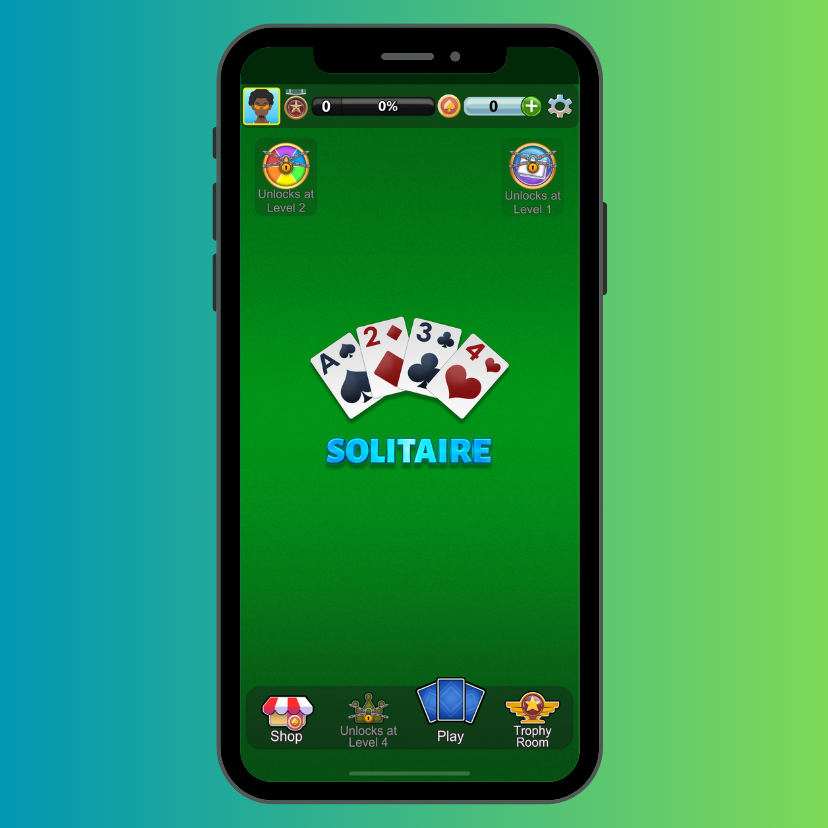 0 0% 0
Unlocks at
Level 2
Unlocks at
Level 1
A 2 3 4
SOLITAIRE
Shop
Unlocks at
Level 4
Play
Trophy
Room